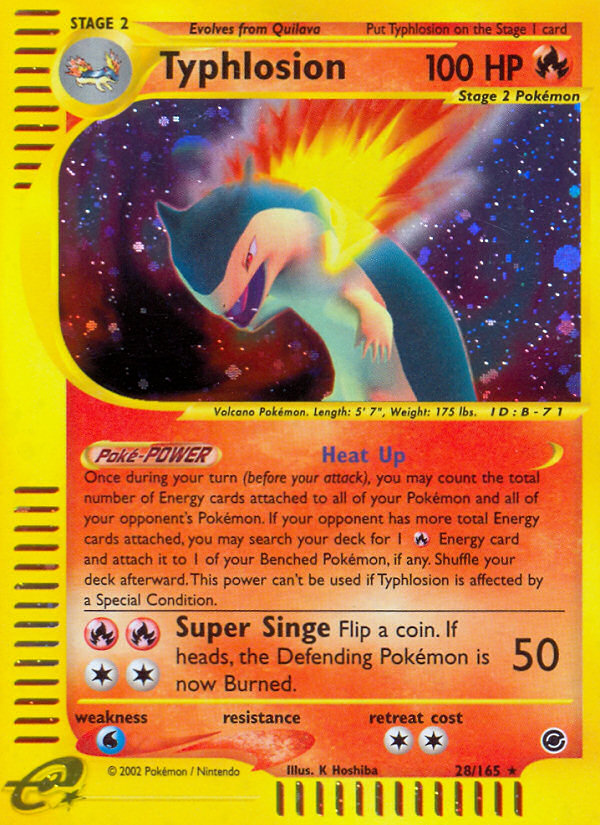 STAGE 2 Evolves from Quilava Put Typhlosion on the Stage 1 card
Typhlosion 100 HP
Stage 2 Pokémon
Volcano Pokémon. Length: 5' 7", Weight: 175 lbs. ID:B-71
Poké-POWER Heat Up
Once during your turn (before your attack), you may count the total
number of Energy cards attached to all of your Pokémon and all of
your opponent's Pokémon. If your opponent has more total Energy
cards attached, you may search your deck for 1 Energy card
and attach it to 1 of your Benched Pokémon, if any. Shuffle your
deck afterward. This power can't be used if Typhlosion is affected by
a Special Condition.
Super Singe Flip a coin. If
heads, the Defending Pokémon is 50
now Burned.
weakness resistance retreat cost
© 2002 Pokémon / Nintendo Illus. K Hoshiba 28/165 ★